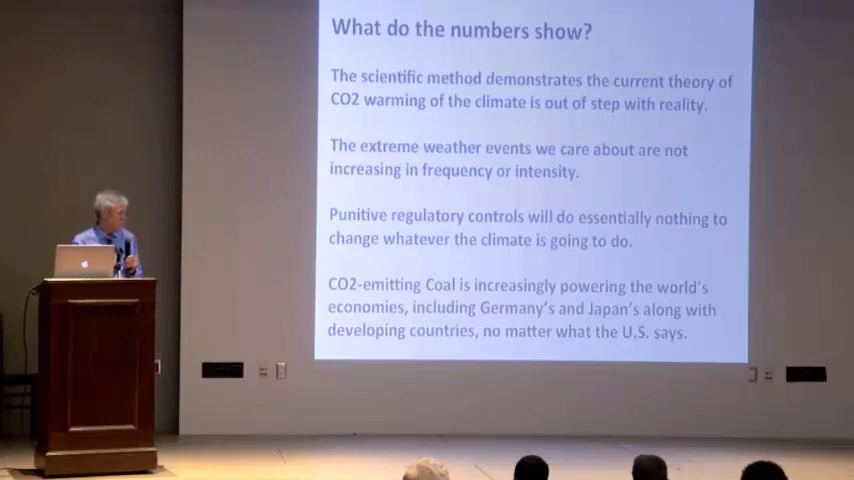 What do the numbers show?
The scientific method demonstrates the current theory of
CO2 warming of the climate is out of step with reality.
The extreme weather events we care about are not
increasing in frequency or intensity.
Punitive regulatory controls will do essentially nothing to
change whatever the climate is going to do.
CO2-emitting Coal is increasingly powering the world's
economies, including Germany's and Japan's along with
developing countries, no matter what the U.S. says.